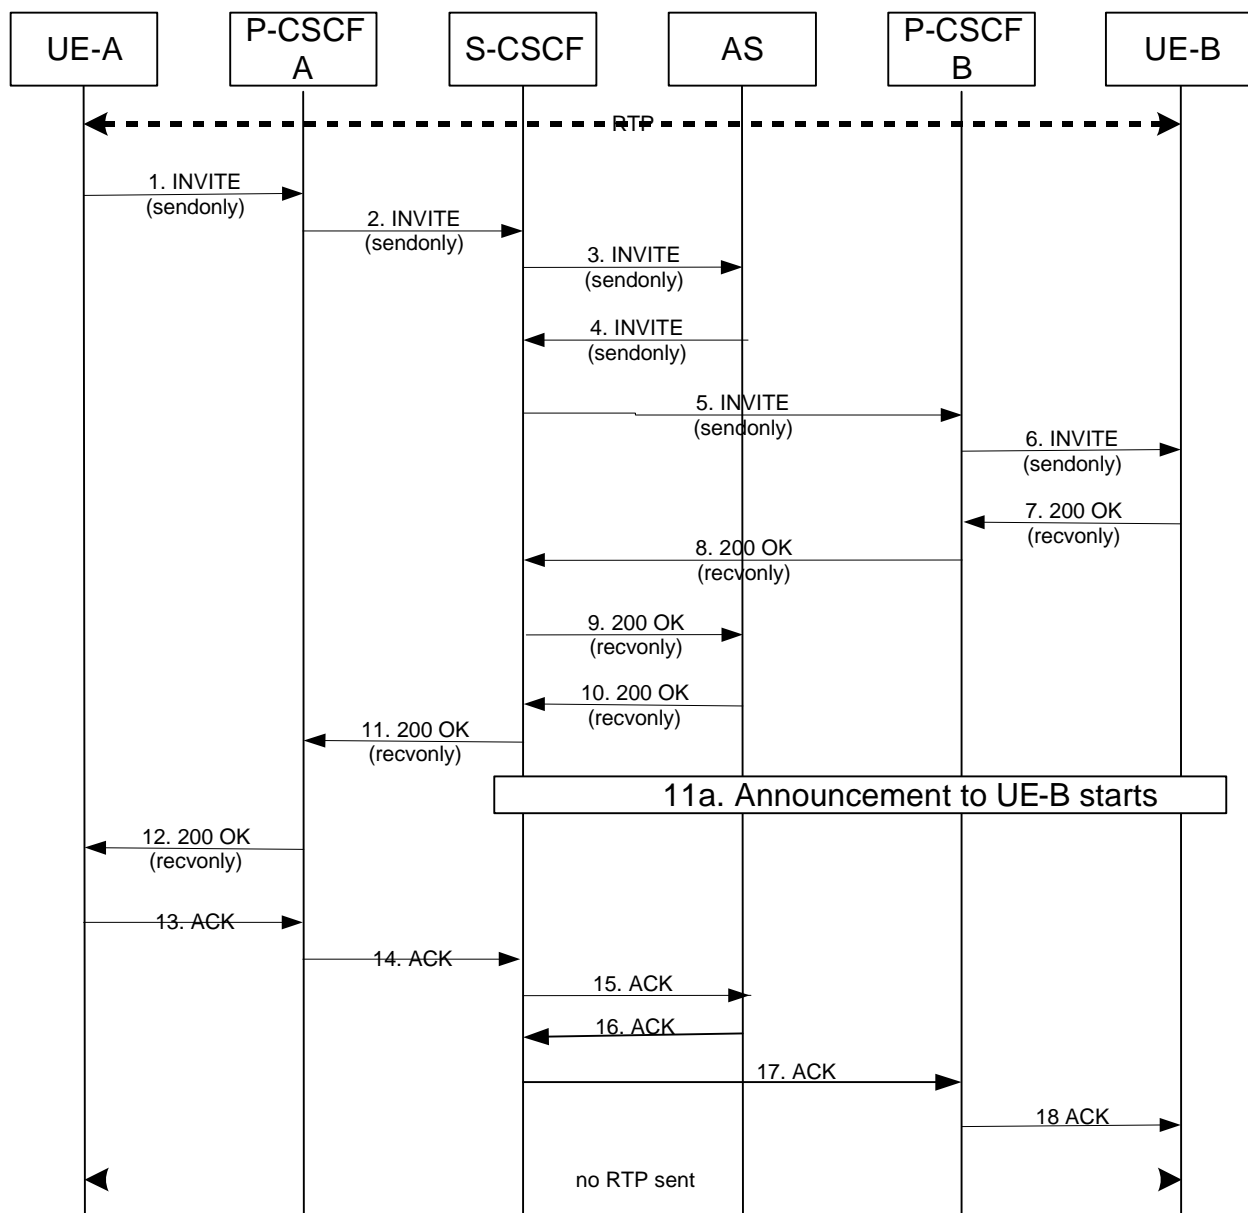 UE-A
P-CSCF
A
S-CSCF
AS
P-CSCF
B
UE-B
RTP
1. INVITE
(sendonly)
2. INVITE
(sendonly)
3. INVITE
(sendonly)
4. INVITE
(sendonly)
5. INVITE
(sendonly)
6. INVITE
(sendonly)
7. 200 OK
(recvonly)
8. 200 OK
(recvonly)
9. 200 OK
(recvonly)
10. 200 OK
(recvonly)
11. 200 OK
(recvonly)
11a. Announcement to UE-B starts
12. 200 OK
(recvonly)
13. ACK
14. ACK
15. ACK
16. ACK
17. ACK
18 ACK
no RTP sent